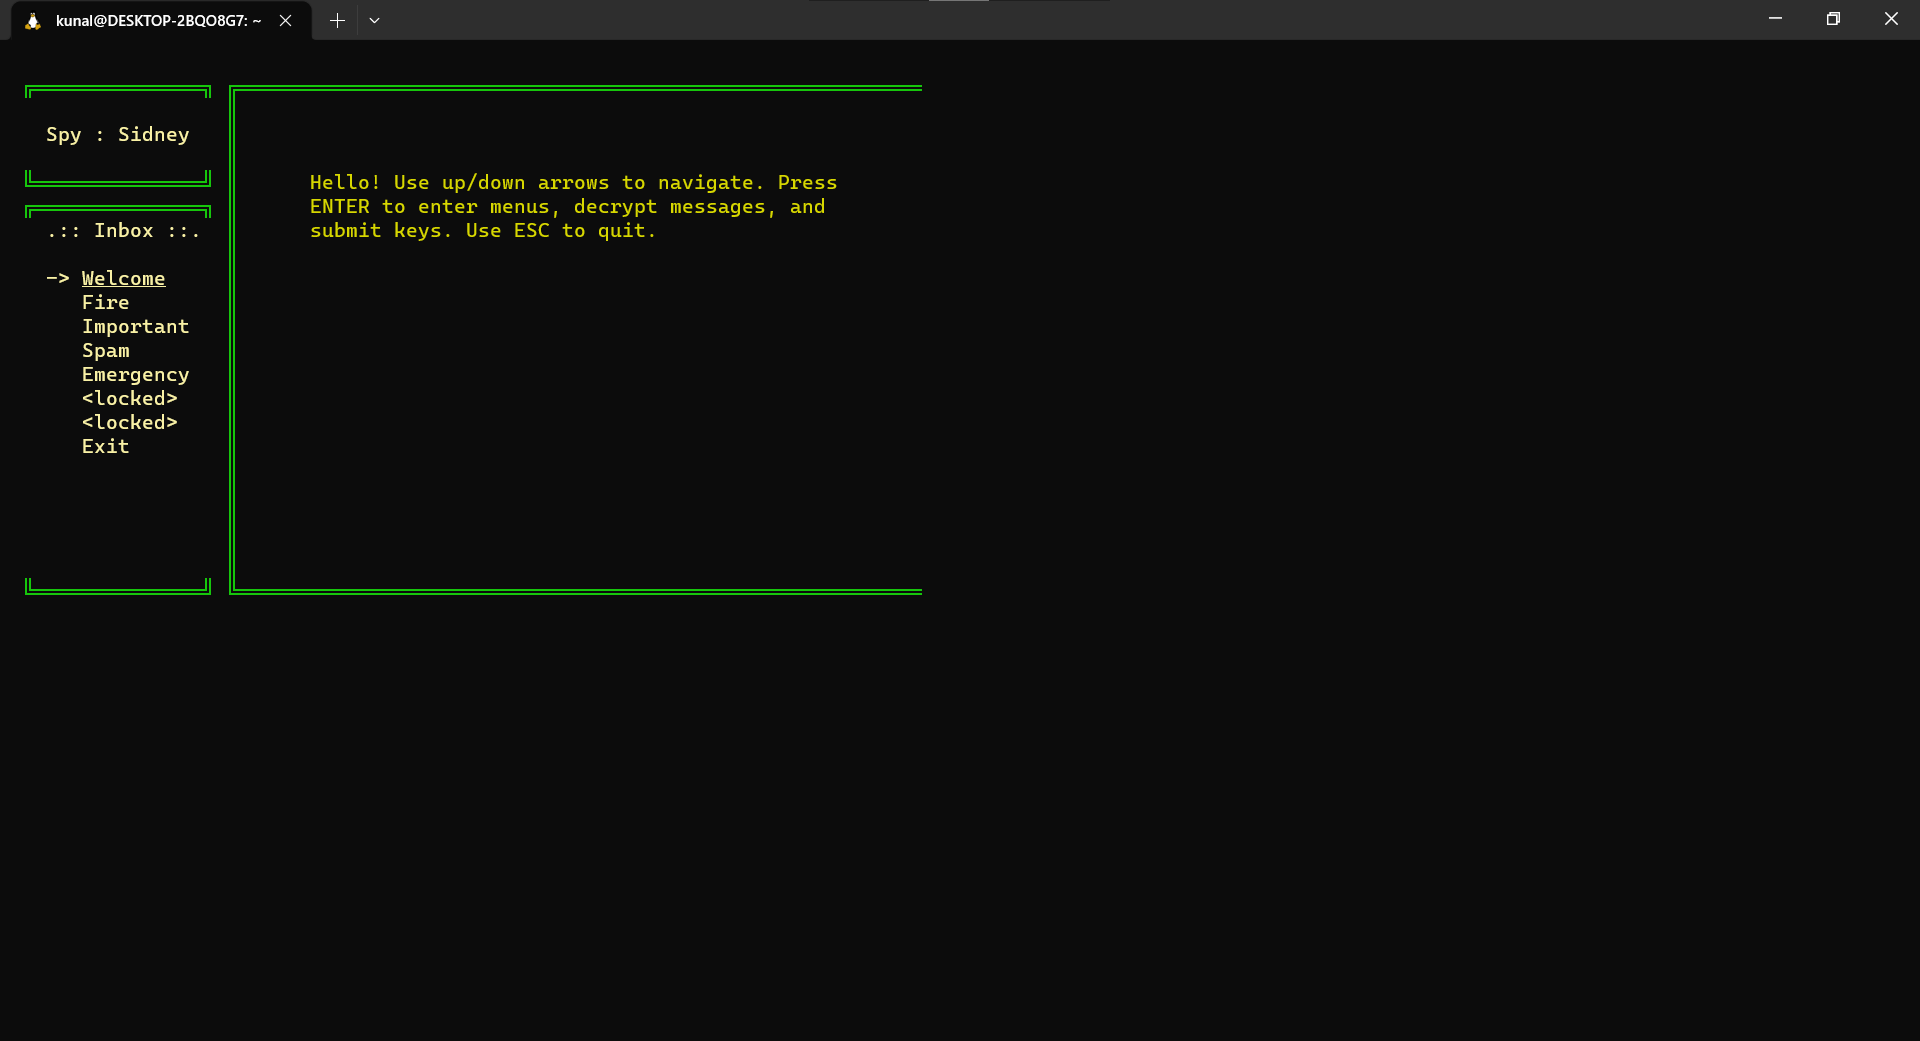 kunal@DESKTOP-2BQO8G7: ~
Spy : Sidney
.:: Inbox ::.
-> Welcome
Fire
Important
Spam
Emergency
<locked>
<locked>
Exit
Hello! Use up/down arrows to navigate. Press
ENTER to enter menus, decrypt messages, and
submit keys. Use ESC to quit.